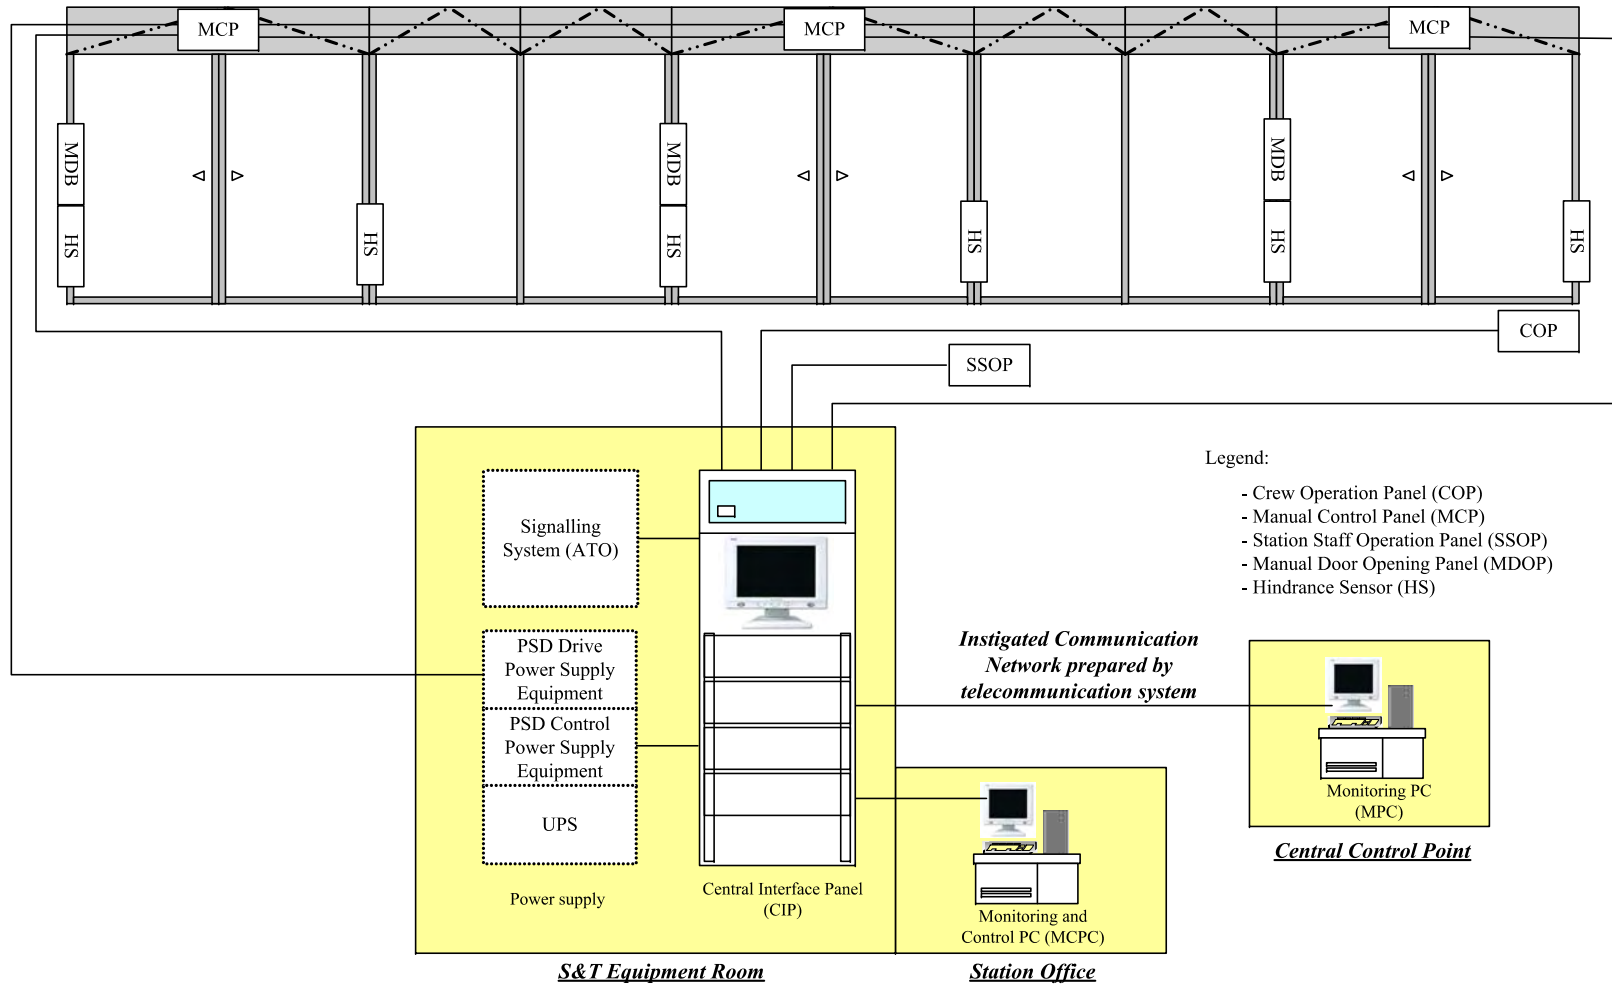 MCP
MCP
MCP
MDB
HS
HS
MDB
HS
HS
MDB
HS
HS
COP
SSOP
Legend:
- Crew Operation Panel (COP)
- Manual Control Panel (MCP)
- Station Staff Operation Panel (SSOP)
- Manual Door Opening Panel (MDOP)
- Hindrance Sensor (HS)
Signalling
System (ATO)
PSD Drive
Power Supply
Equipment
PSD Control
Power Supply
Equipment
UPS
Power supply
Central Interface Panel
(CIP)
S&T Equipment Room
Instigated Communication
Network prepared by
telecommunication system
Monitoring and
Control PC (MCPC)
Station Office
Monitoring PC
(MPC)
Central Control Point